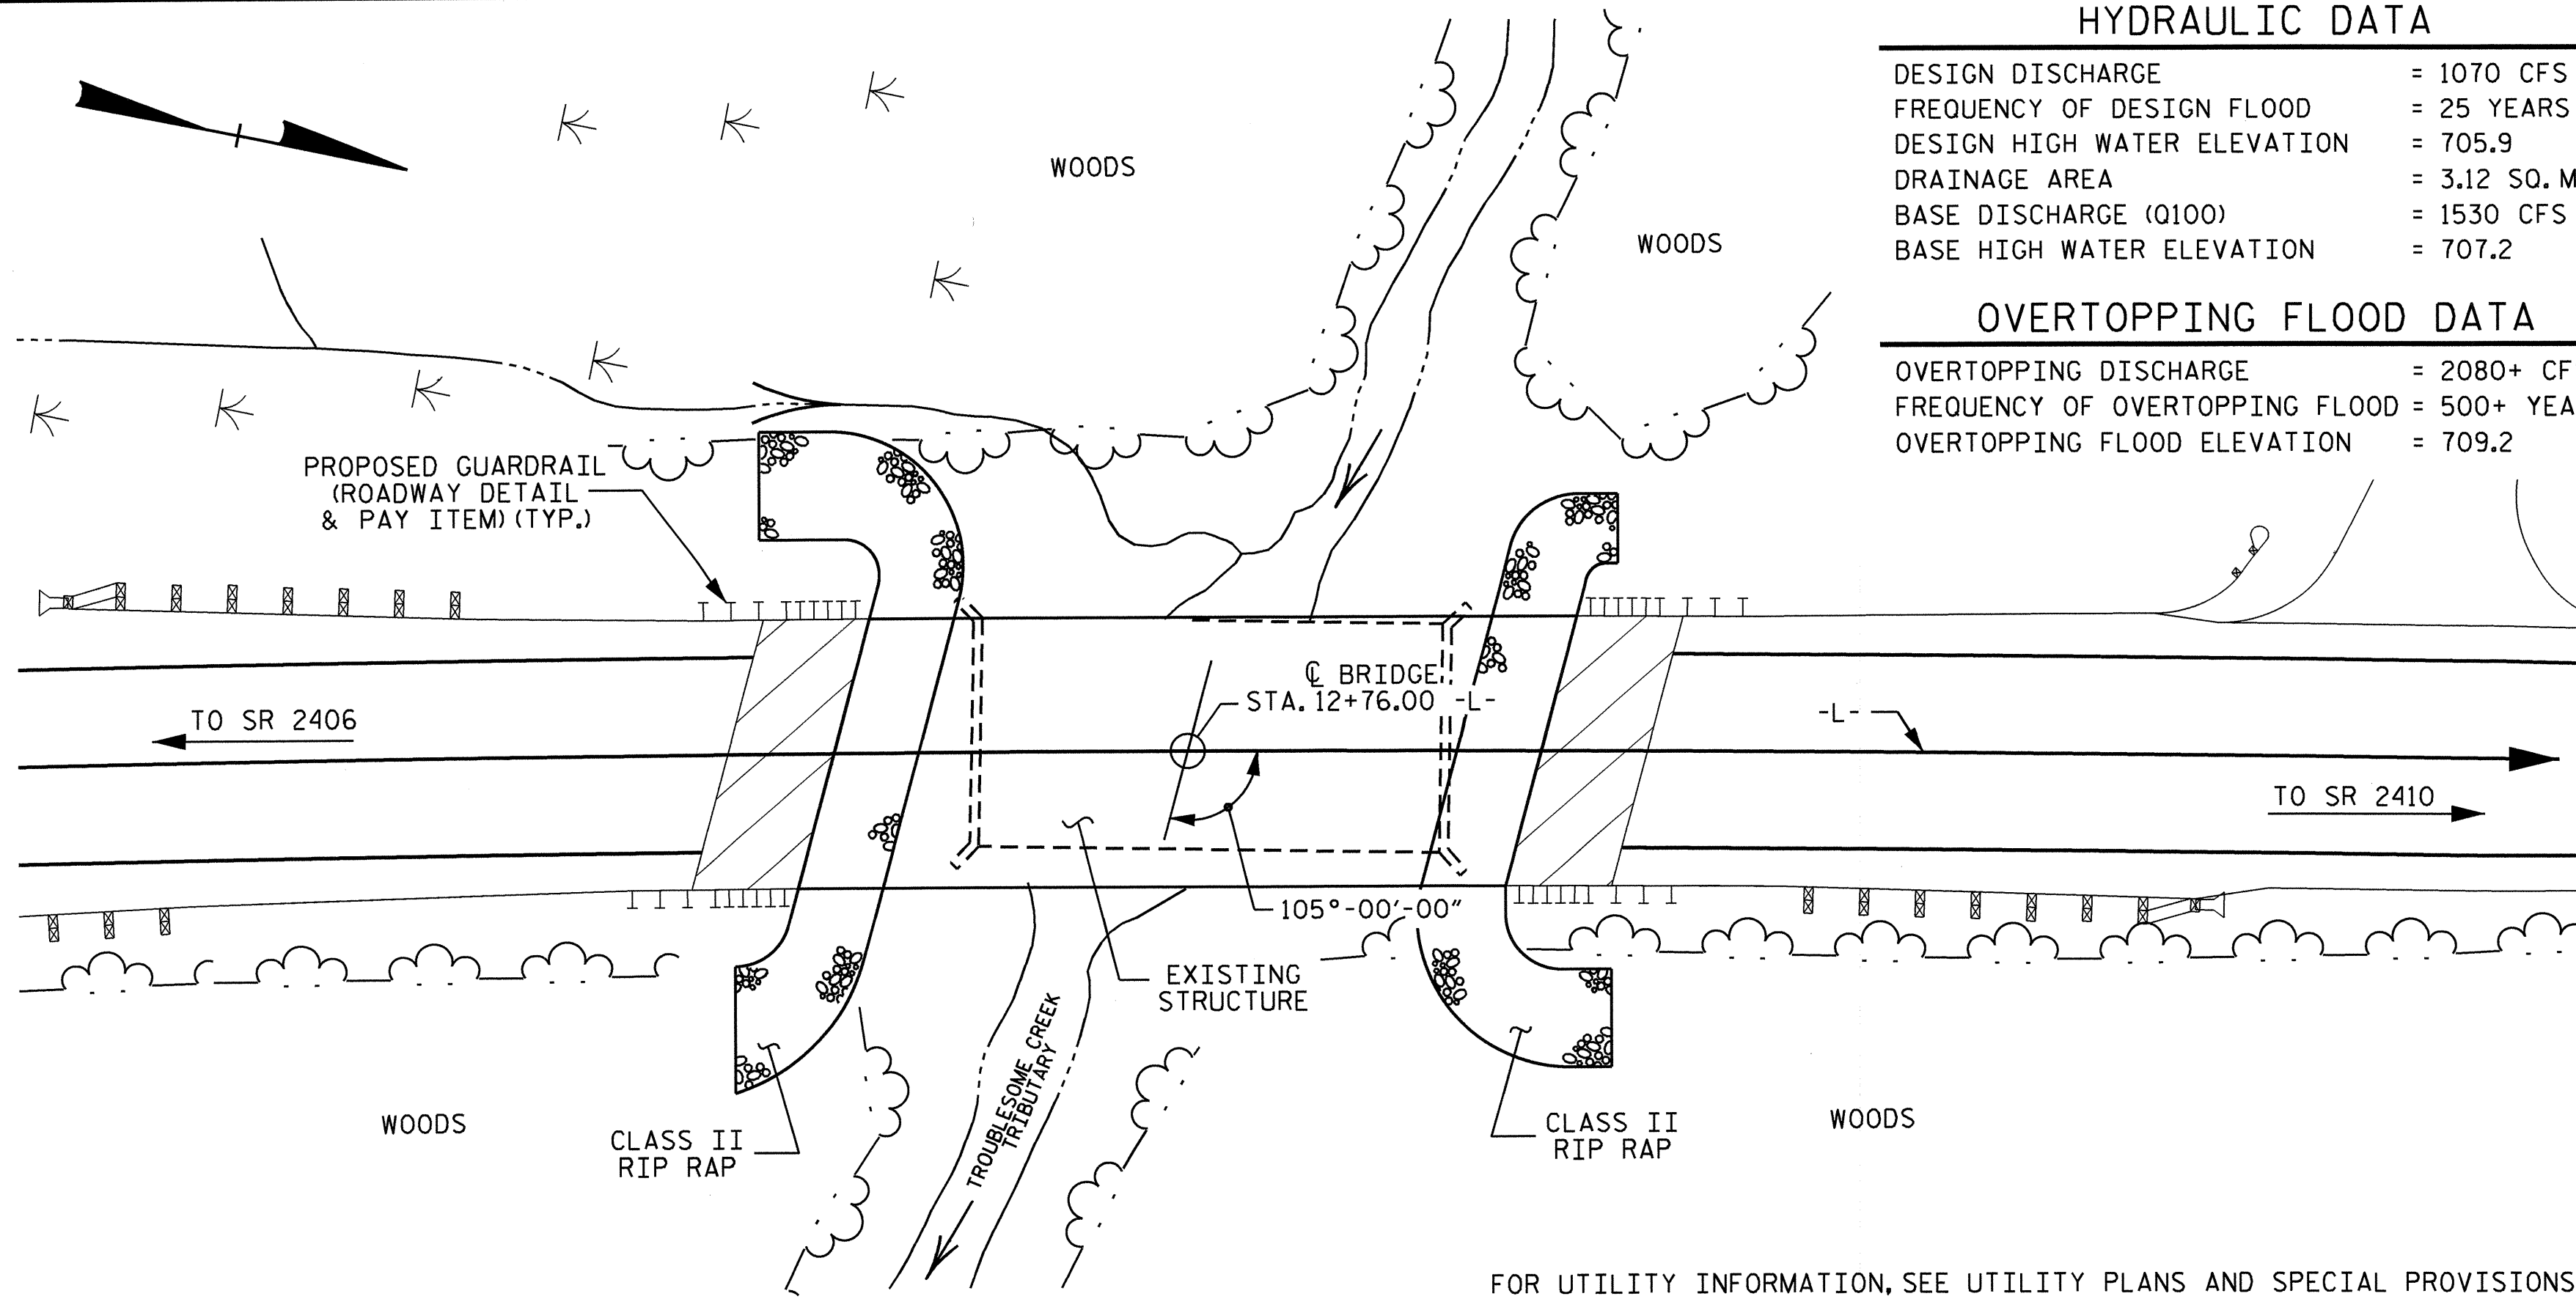 HYDRAULIC DATA
DESIGN DISCHARGE = 1070 CFS
FREQUENCY OF DESIGN FLOOD = 25 YEARS
DESIGN HIGH WATER ELEVATION = 705.9
DRAINAGE AREA = 3.12 SQ. M
BASE DISCHARGE (Q100) = 1530 CFS
BASE HIGH WATER ELEVATION = 707.2
OVERTOPPING FLOOD DATA
OVERTOPPING DISCHARGE = 2080+ CF
FREQUENCY OF OVERTOPPING FLOOD = 500+ YEA
OVERTOPPING FLOOD ELEVATION = 709.2
WOODS
WOODS
PROPOSED GUARDRAIL
(ROADWAY DETAIL
& PAY ITEM) (TYP.)
℄ BRIDGE
STA. 12+76.00 -L-
TO SR 2406
-L-
TO SR 2410
105°-00'-00"
EXISTING
STRUCTURE
TROUBLESOME CREEK
TRIBUTARY
WOODS
CLASS II
RIP RAP
CLASS II
RIP RAP
WOODS
FOR UTILITY INFORMATION, SEE UTILITY PLANS AND SPECIAL PROVISIONS